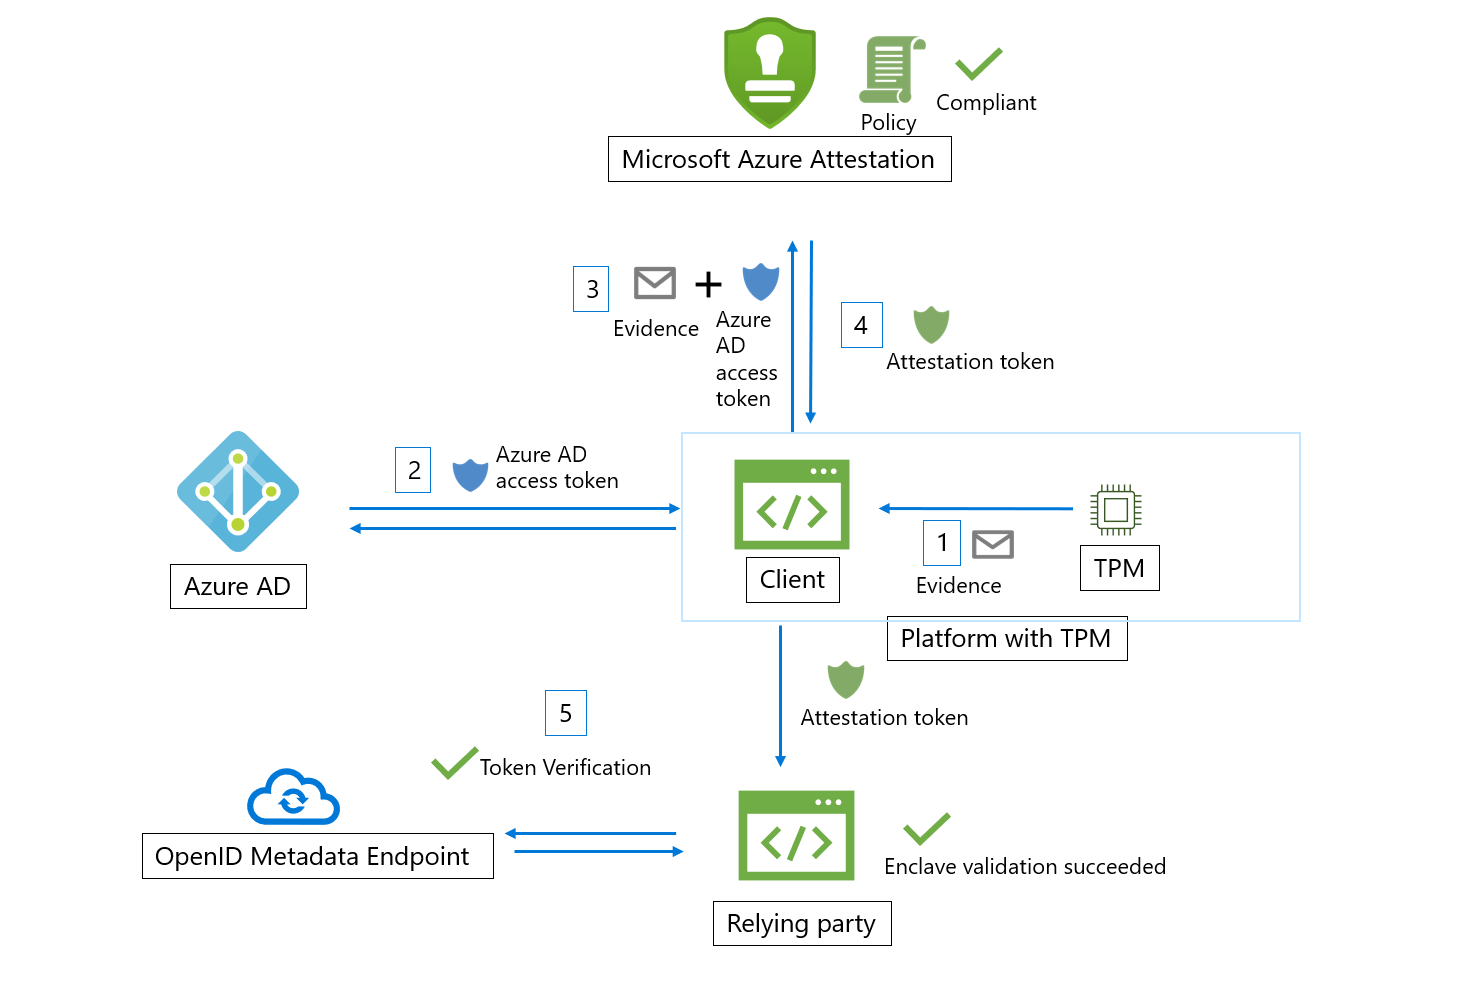 Policy
Compliant
Microsoft Azure Attestation
3
Evidence
Azure
AD
access
token
4
Attestation token
2
Azure AD
access token
Azure AD
Client
1
Evidence
TPM
Platform with TPM
Attestation token
5
Token Verification
OpenID Metadata Endpoint
Enclave validation succeeded
Relying party